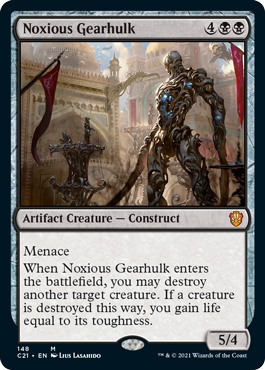 Noxious Gearhulk 4
Artifact Creature — Construct
Menace
When Noxious Gearhulk enters
the battlefield, you may destroy
another target creature. If a creature
is destroyed this way, you gain life
equal to its toughness.
5/4
148 M
C21 • EN Lius Lasahido
™ & © 2021 Wizards of the Coast